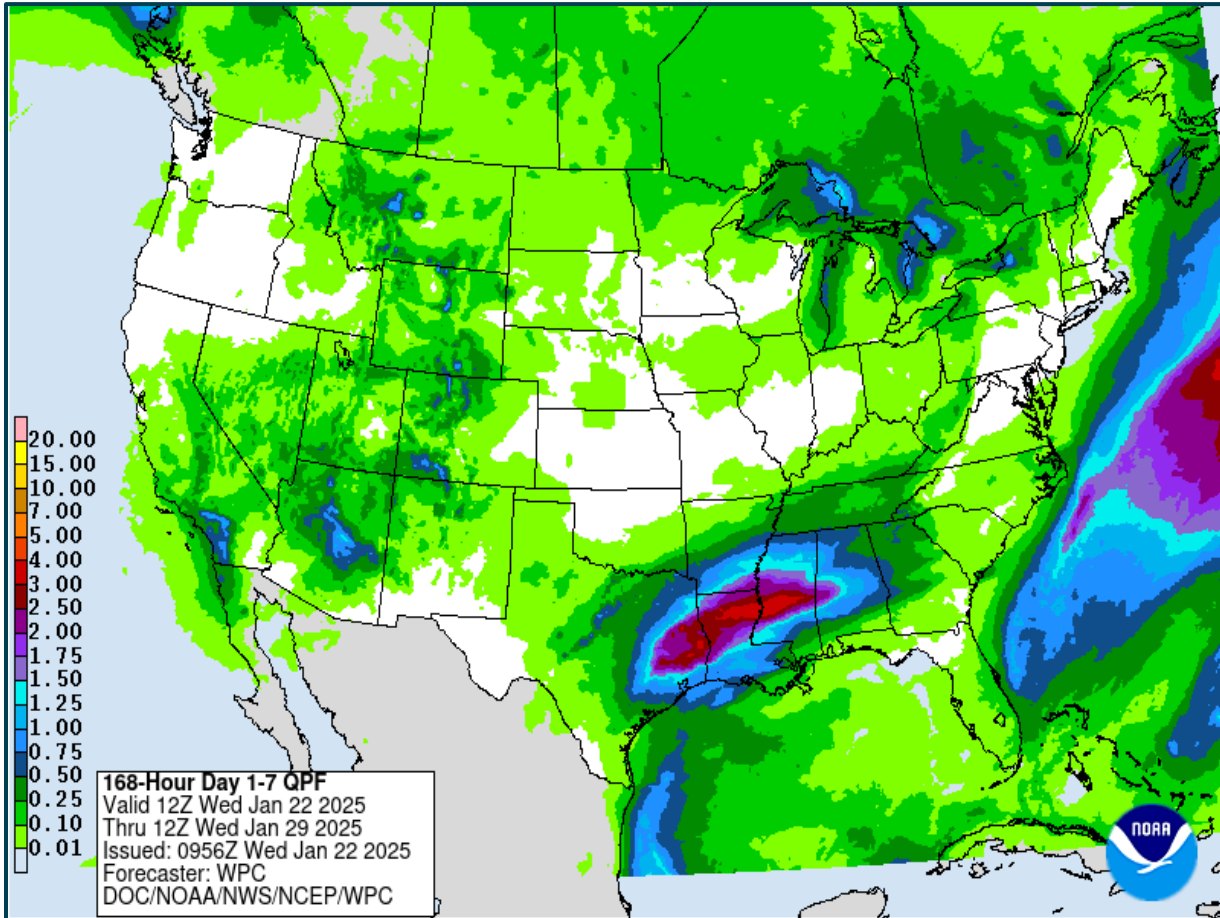 20.00
15.00
10.00
7.00
5.00
4.00
3.00
2.50
2.00
1.75
1.50
1.25
1.00
0.75
0.50
0.25
0.10
0.01
168-Hour Day 1-7 QPF
Valid 12Z Wed Jan 22 2025
Thru 12Z Wed Jan 29 2025
Issued: 0956Z Wed Jan 22 2025
Forecaster: WPC
DOC/NOAA/NWS/NCEP/WPC
NOAA